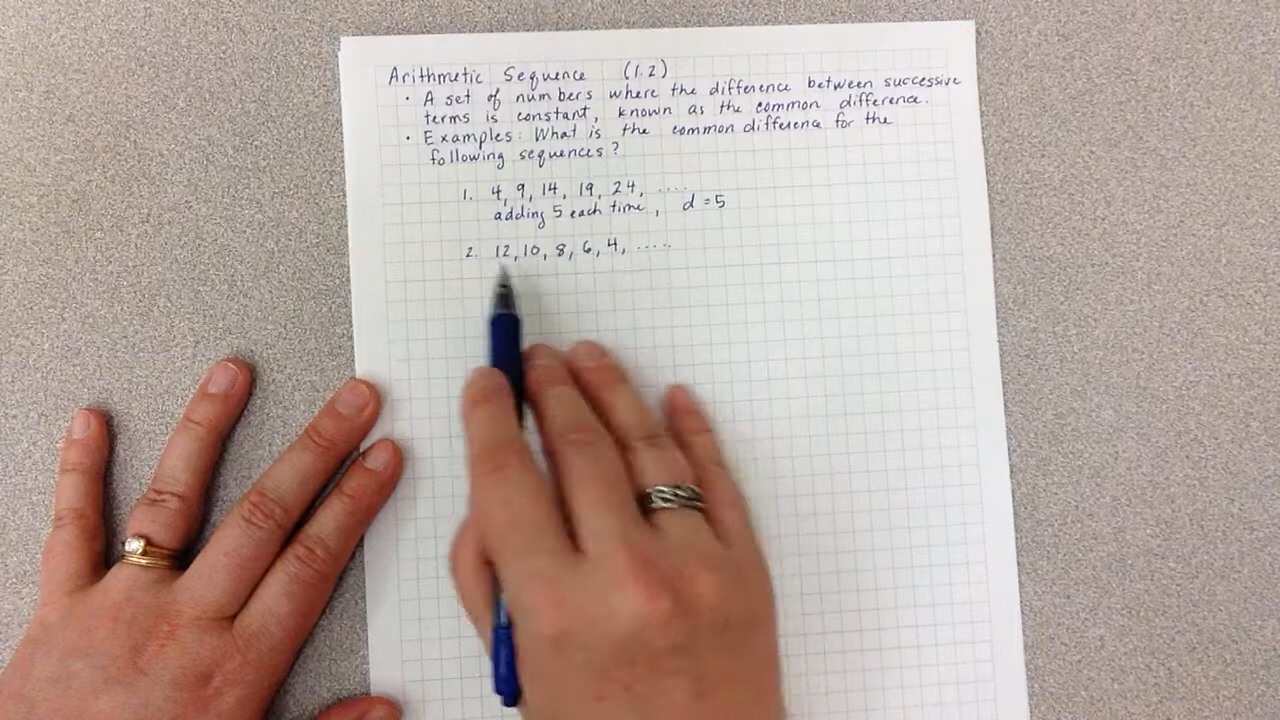 Arithmetic Sequence (1.2)
· A set of numbers where the difference between successive
terms is constant, known as the common difference.
· Examples: What is the common difference for the
following sequences?
1. 4, 9, 14, 19, 24, ....
adding 5 each time, d = 5
2. 12, 10, 8, 6, 4, .....